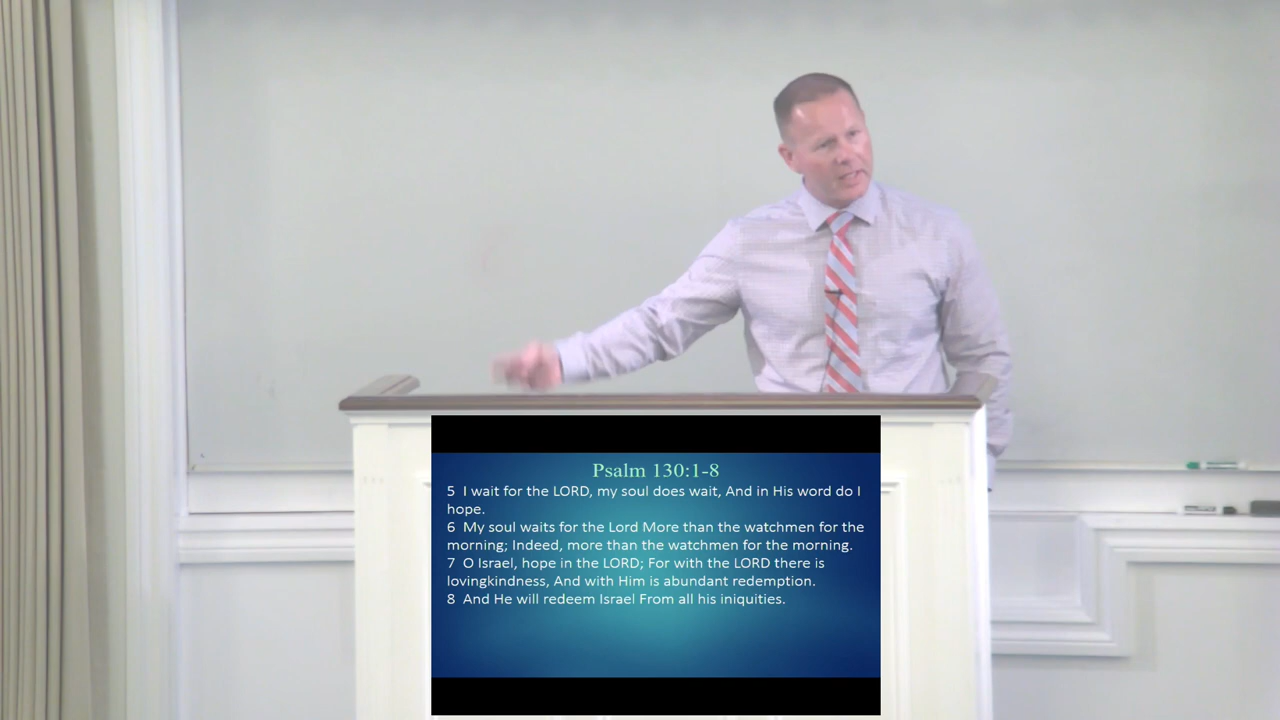 Psalm 130:1-8
5 I wait for the LORD, my soul does wait, And in His word do I
hope.
6 My soul waits for the Lord More than the watchmen for the
morning; Indeed, more than the watchmen for the morning.
7 O Israel, hope in the LORD; For with the LORD there is
lovingkindness, And with Him is abundant redemption.
8 And He will redeem Israel From all his iniquities.